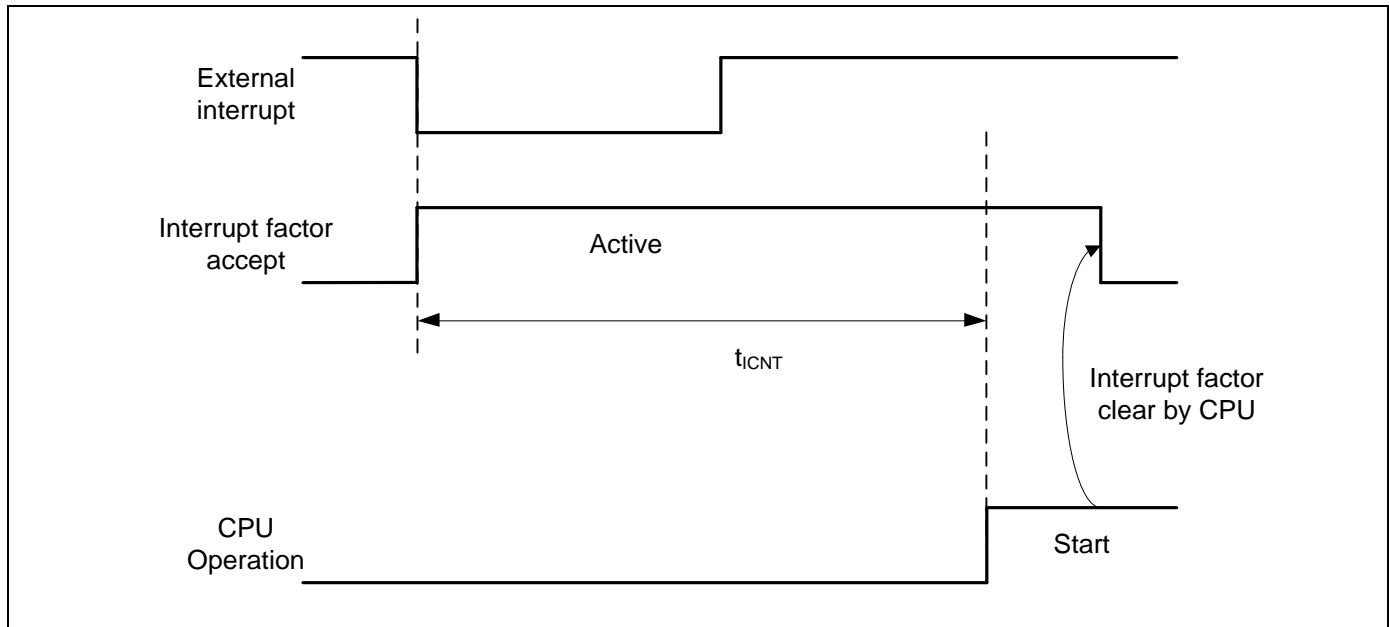 External
interrupt
Interrupt factor
accept
Active
tICNT
Interrupt factor
clear by CPU
CPU
Operation
Start